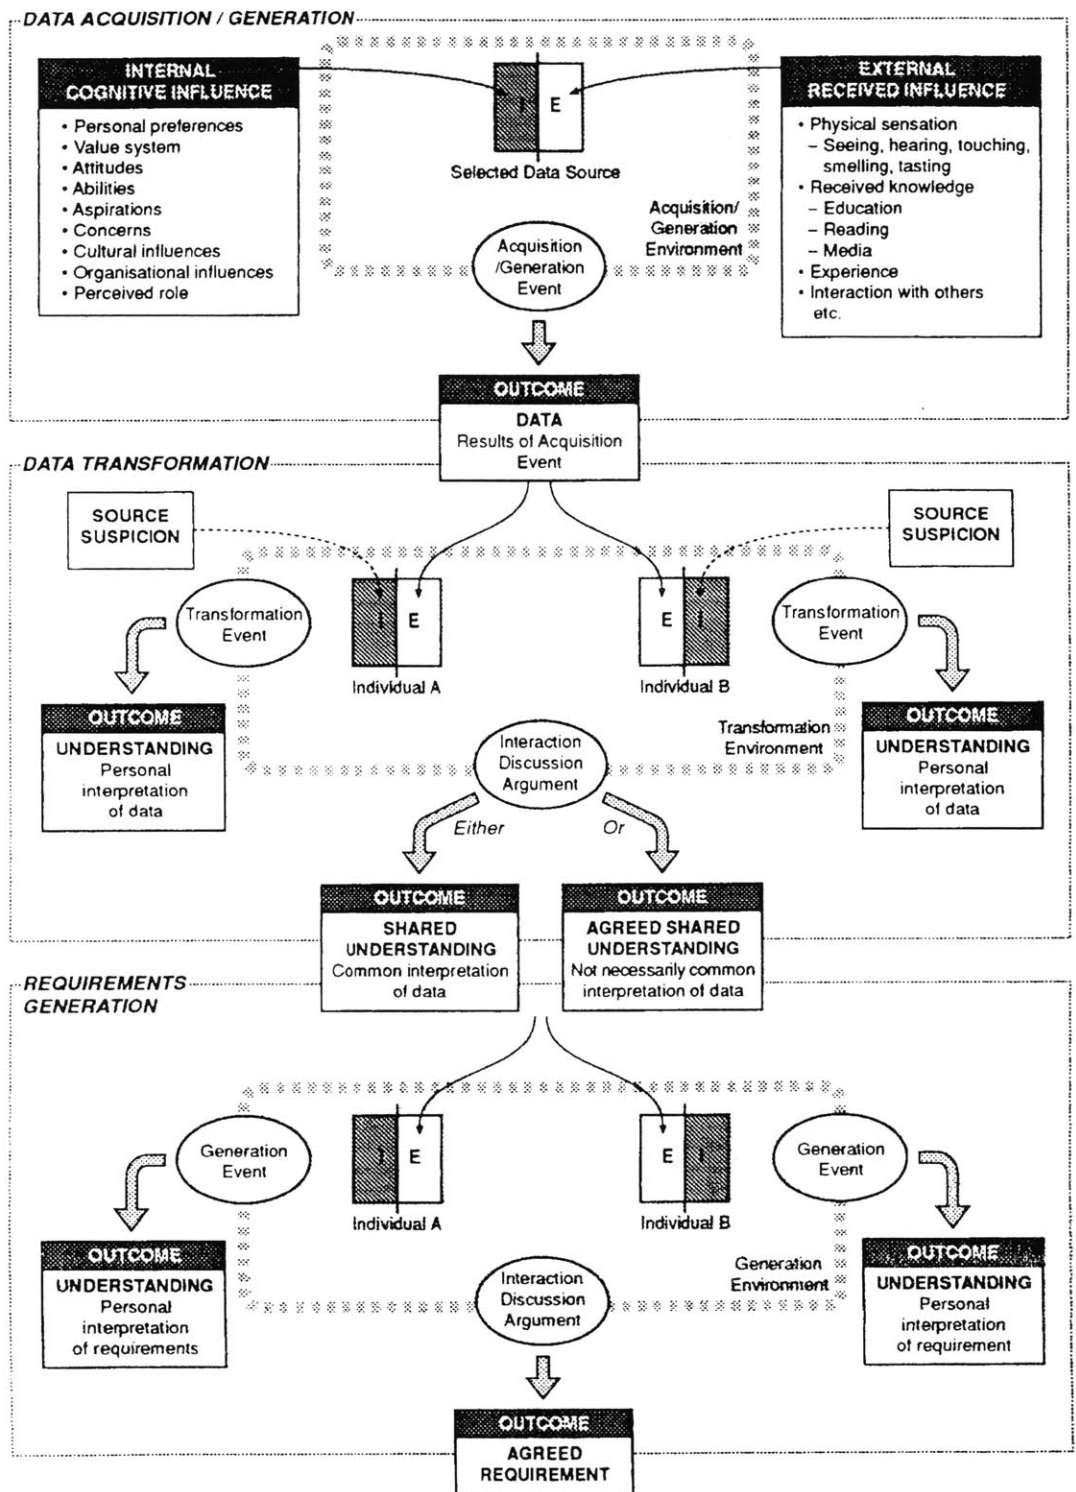 DATA ACQUISITION / GENERATION
INTERNAL
COGNITIVE INFLUENCE
• Personal preferences
• Value system
• Attitudes
• Abilities
• Aspirations
• Concerns
• Cultural influences
• Organisational influences
• Perceived role
I E
Selected Data Source
EXTERNAL
RECEIVED INFLUENCE
• Physical sensation
– Seeing, hearing, touching,
smelling, tasting
• Received knowledge
– Education
– Reading
– Media
• Experience
• Interaction with others
etc.
Acquisition/
Generation
Environment
Acquisition
/Generation
Event
OUTCOME
DATA
Results of Acquisition
Event
DATA TRANSFORMATION
SOURCE
SUSPICION
SOURCE
SUSPICION
Transformation
Event
I E
Individual A
E I
Individual B
Transformation
Event
OUTCOME
UNDERSTANDING
Personal
interpretation
of data
Interaction
Discussion
Argument
Transformation
Environment
OUTCOME
UNDERSTANDING
Personal
interpretation
of data
Either
Or
OUTCOME
SHARED
UNDERSTANDING
Common interpretation
of data
OUTCOME
AGREED SHARED
UNDERSTANDING
Not necessarily common
interpretation of data
REQUIREMENTS
GENERATION
Generation
Event
I E
Individual A
E I
Individual B
Generation
Event
OUTCOME
UNDERSTANDING
Personal
interpretation
of requirements
Interaction
Discussion
Argument
Generation
Environment
OUTCOME
UNDERSTANDING
Personal
interpretation
of requirement
OUTCOME
AGREED
REQUIREMENT